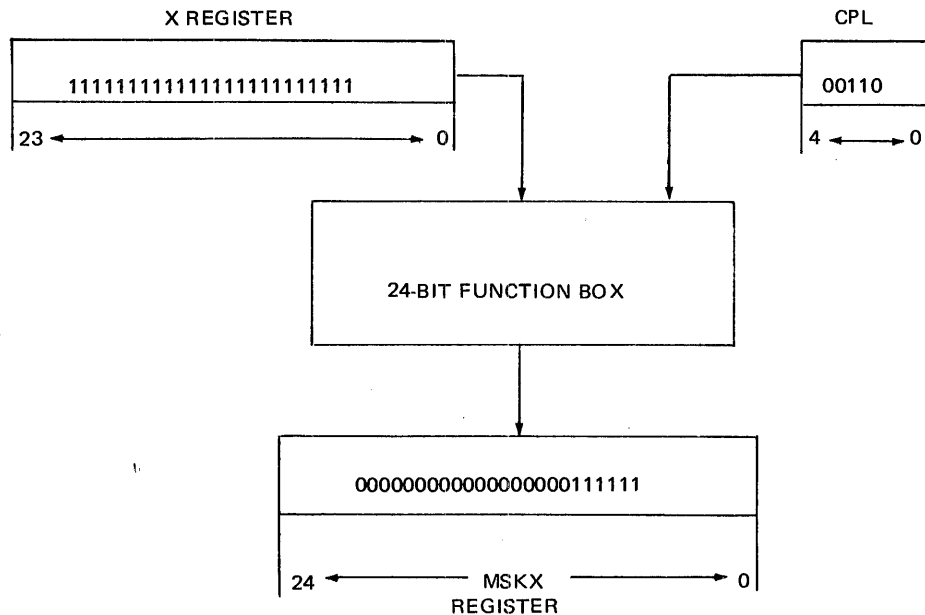 X REGISTER
CPL
111111111111111111111111
00110
23 0
4 0
24-BIT FUNCTION BOX
000000000000000000111111
24 MSKX 0
REGISTER